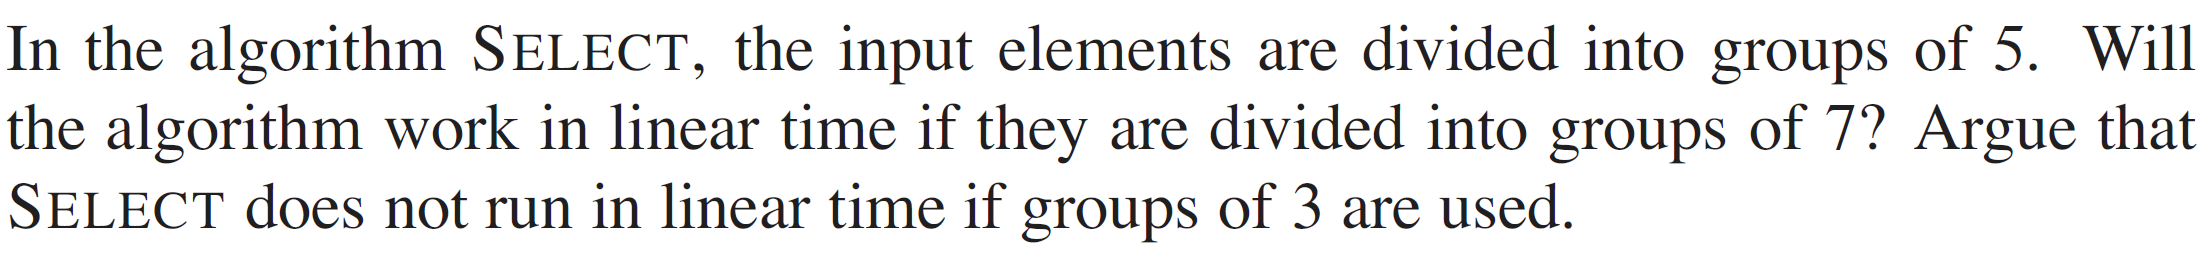 In the algorithm SELECT, the input elements are divided into groups of 5. Will
the algorithm work in linear time if they are divided into groups of 7? Argue that
SELECT does not run in linear time if groups of 3 are used.